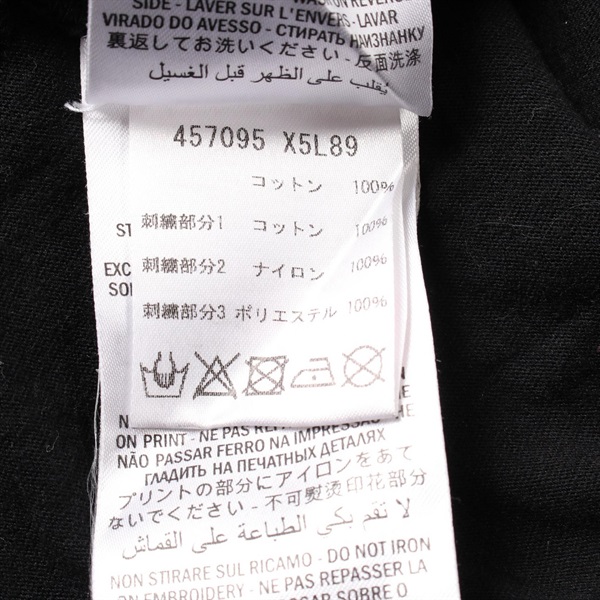 SIDE - LAVER SUR L'ENVERS-LAVAR
VIRADO DO AVESSO - СТИРАТЬ НАИЗНАНКУ
裏返してお洗いください - 反面洗涤
يقلب على الظهر قبل الغسيل
457095 X5L89
コットン 100%
刺繍部分1 コットン 100%
刺繍部分2 ナイロン 100%
刺繍部分3 ポリエステル 100%
ST
EXC
SO
N
HE
ON PRINT - NE PAS REPASSER L'IMPRESSION
NÃO PASSAR FERRO NA IMPRESSÃO
ГЛАДИТЬ НА ПЕЧАТНЫХ ДЕТАЛЯХ
プリントの部分にアイロンをあて
ないでください - 不可熨烫印花部分
لا تقم بكي الطباعة على القماش
NON STIRARE SUL RICAMO - DO NOT IRON
ON EMBROIDERY - NE PAS REPASSER LA